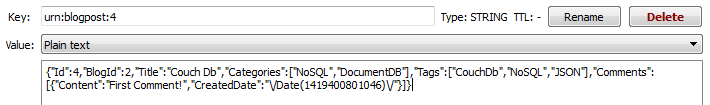 Key: urn:blogpost:4 Type: STRING TTL: - Rename Delete
Value: Plain text
{"Id":4,"BlogId":2,"Title":"Couch Db","Categories":["NoSQL","DocumentDB"],"Tags":["CouchDb","NoSQL","JSON"],"Comments":
[{"Content":"First Comment!","CreatedDate":"\/Date(1419400801046)\/"}]}